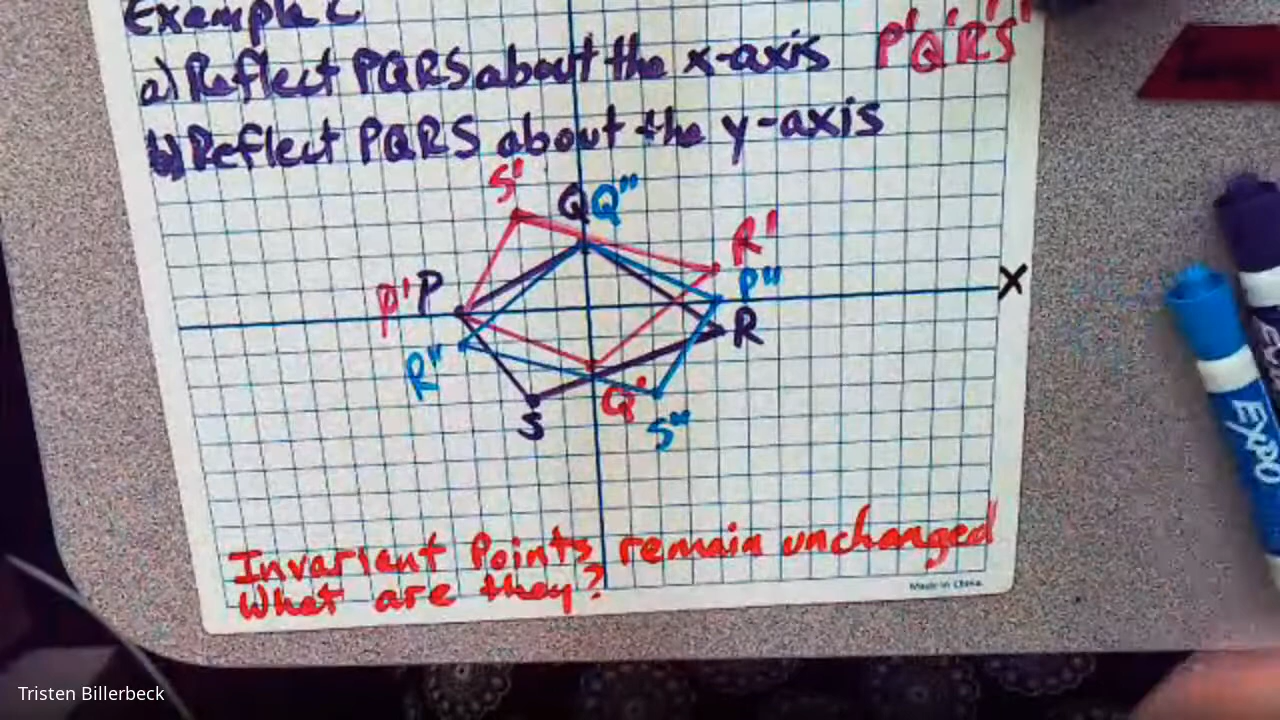 Example C
a) Reflect PQRS about the x-axis P'Q'R'S'
b) Reflect PQRS about the y-axis
S' Q Q"
R'
P' P P" X
R" R
S Q' S"
Invariant Points remain unchanged
What are they?
Made in China
EXPO
Tristen Billerbeck